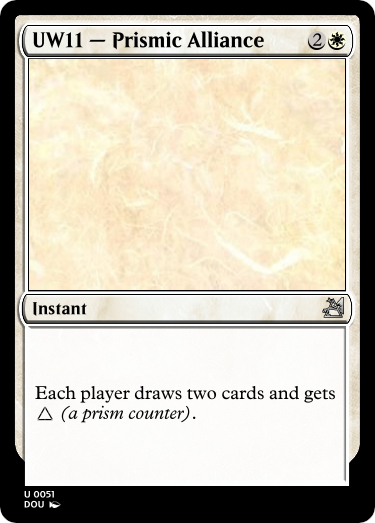 UW11 — Prismic Alliance 2
Instant
Each player draws two cards and gets
△ (a prism counter).
U 0051
DOU